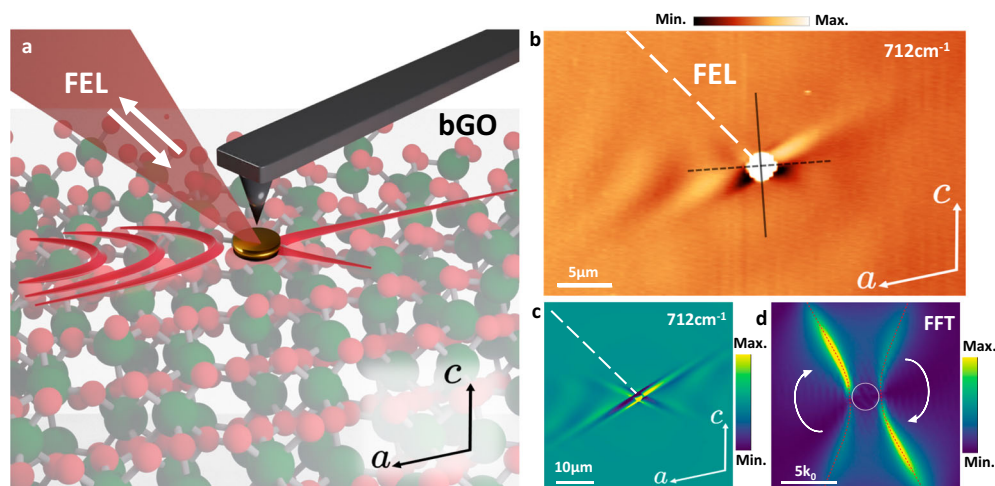 a
FEL
bGO
c
a
Min.
Max.
b
712cm⁻¹
FEL
c
a
5μm
c
712cm⁻¹
Max.
Min.
c
a
10μm
d
FFT
Max.
Min.
5k₀